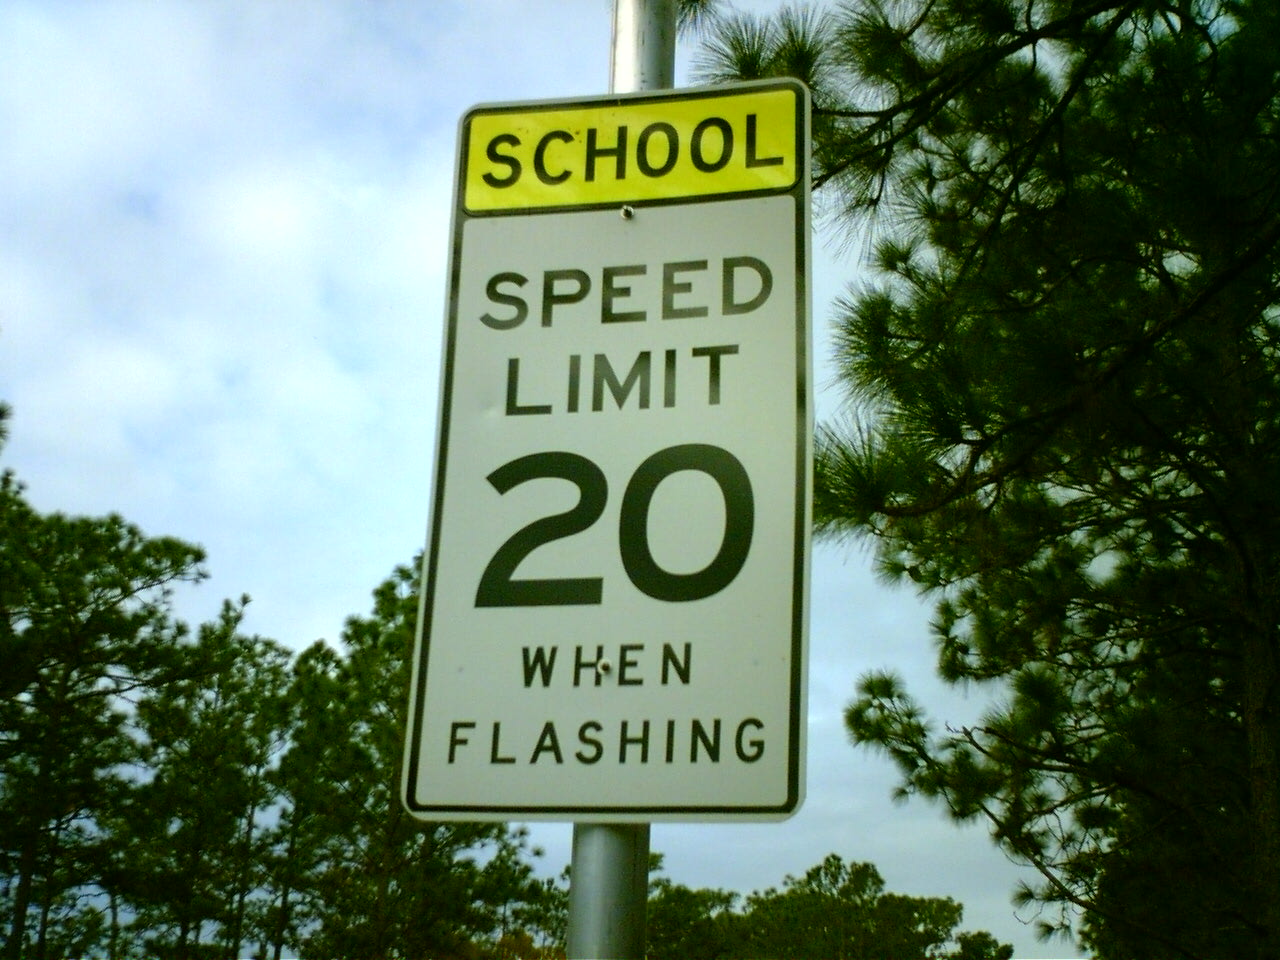 SCHOOL
SPEED
LIMIT
20
WHEN
FLASHING